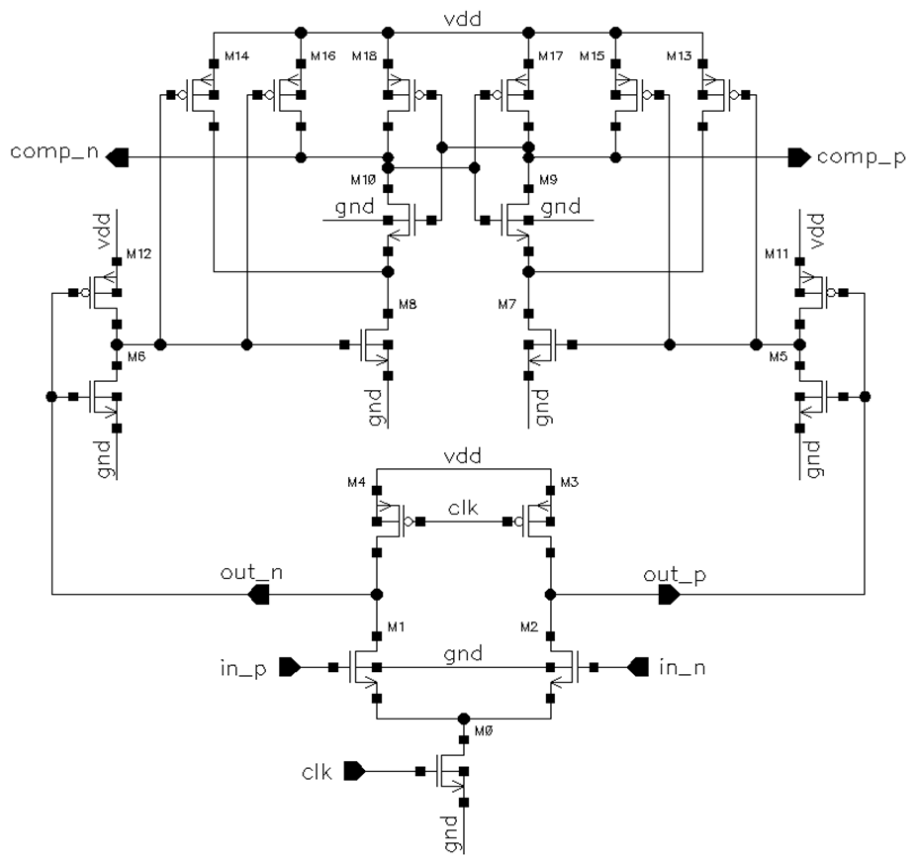 vdd
M14 M16 M18 M17 M15 M13
comp_n comp_p
M10 M9
gnd gnd
vdd vdd
M12 M11
M8 M7
M6 M5
gnd gnd gnd gnd
vdd
M4 M3
clk
out_n out_p
M1 M2
in_p gnd in_n
M0
clk
gnd